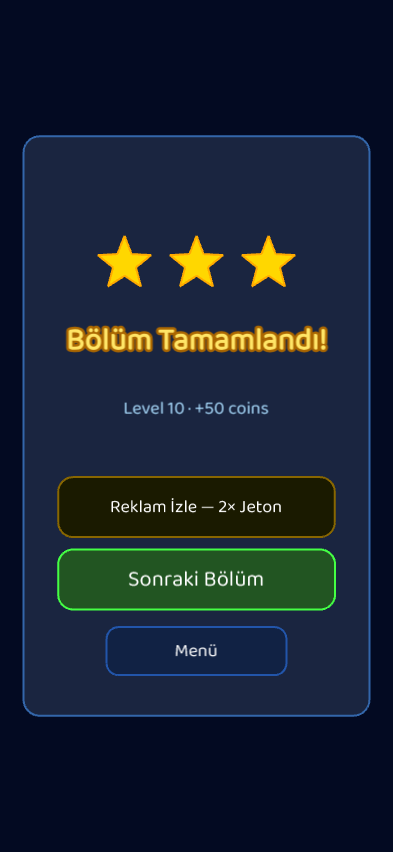 Bölüm Tamamlandı!
Level 10 · +50 coins
Reklam İzle — 2× Jeton
Sonraki Bölüm
Menü